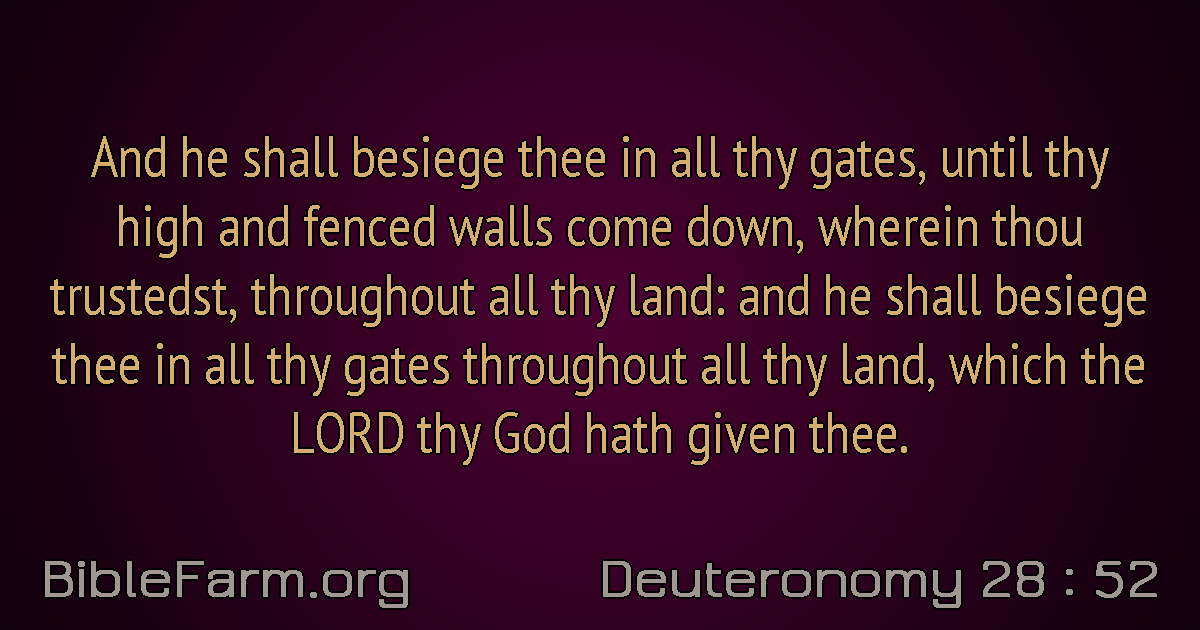 And he shall besiege thee in all thy gates, until thy
high and fenced walls come down, wherein thou
trustedst, throughout all thy land: and he shall besiege
thee in all thy gates throughout all thy land, which the
LORD thy God hath given thee.
BibleFarm.org
Deuteronomy 28 : 52